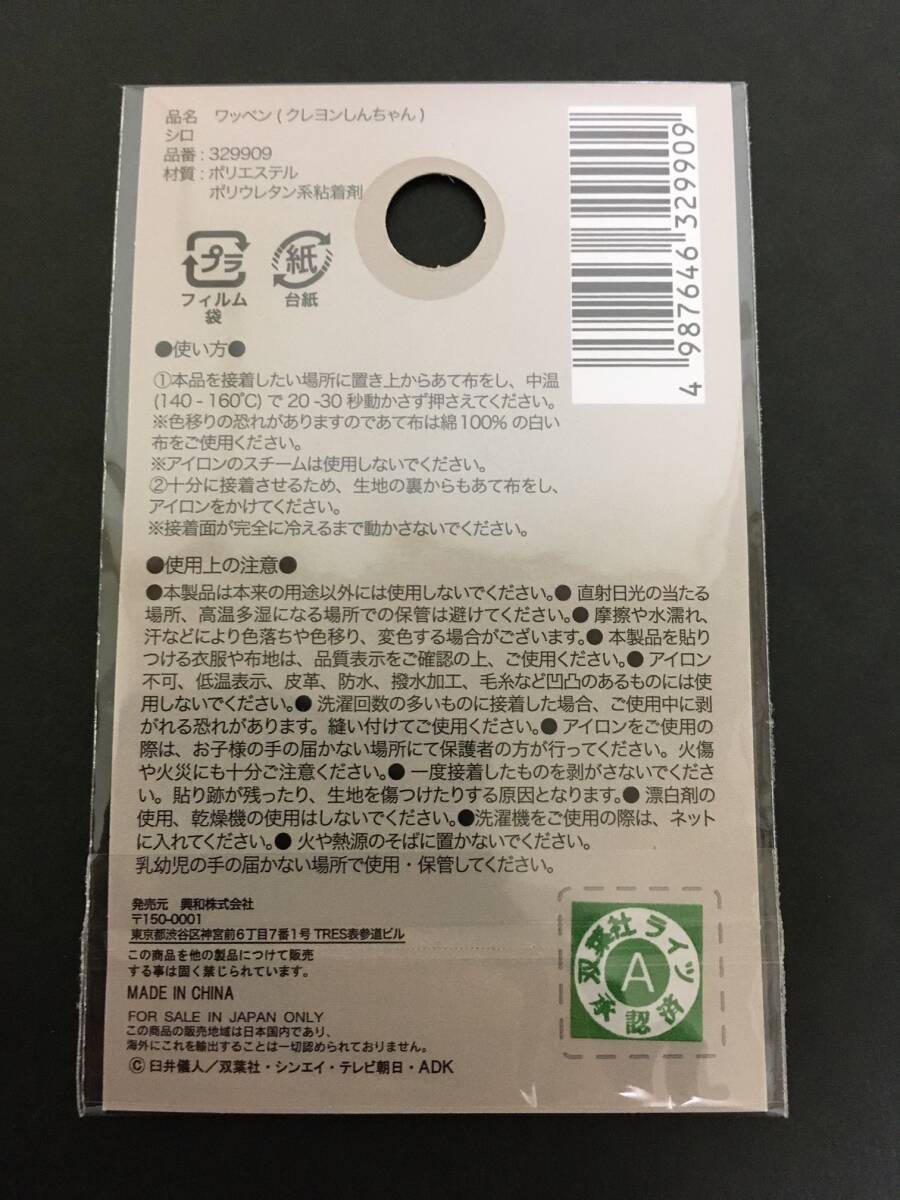 品名 ワッペン(クレヨンしんちゃん)
シロ
品番:329909
材質:ポリエステル
ポリウレタン系粘着剤
4 987646 329909
プラ
フィルム
袋
紙
台紙
●使い方●
①本品を接着したい場所に置き上からあて布をし、中温
(140-160℃)で20-30秒動かさず押さえてください。
※色移りの恐れがありますのであて布は綿100%の白い
布をご使用ください。
※アイロンのスチームは使用しないでください。
②十分に接着させるため、生地の裏からもあて布をし、
アイロンをかけてください。
※接着面が完全に冷えるまで動かさないでください。
●使用上の注意●
●本製品は本来の用途以外には使用しないでください。● 直射日光の当たる
場所、高温多湿になる場所での保管は避けてください。● 摩擦や水濡れ、
汗などにより色落ちや色移り、変色する場合がございます。● 本製品を貼り
つける衣服や布地は、品質表示をご確認の上、ご使用ください。● アイロン
不可、低温表示、皮革、防水、撥水加工、毛糸など凹凸のあるものには使
用しないでください。● 洗濯回数の多いものに接着した場合、ご使用中に剥
がれる恐れがあります。縫い付けてご使用ください。● アイロンをご使用の
際は、お子様の手の届かない場所にて保護者の方が行ってください。火傷
や火災にも十分ご注意ください。● 一度接着したものを剥がさないでくださ
い。貼り跡が残ったり、生地を傷つけたりする原因となります。● 漂白剤の
使用、乾燥機の使用はしないでください。●洗濯機をご使用の際は、ネット
に入れてください。● 火や熱源のそばに置かないでください。
乳幼児の手の届かない場所で使用・保管してください。
発売元 興和株式会社
〒150-0001
東京都渋谷区神宮前6丁目7番1号 TRES表参道ビル
この商品を他の製品につけて販売
する事は固く禁じられています。
MADE IN CHINA
FOR SALE IN JAPAN ONLY
この商品の販売地域は日本国内であり、
海外にこれを輸出することは一切認められておりません。
© 臼井儀人/双葉社・シンエイ・テレビ朝日・ADK
双葉社ライツ
A
承認済